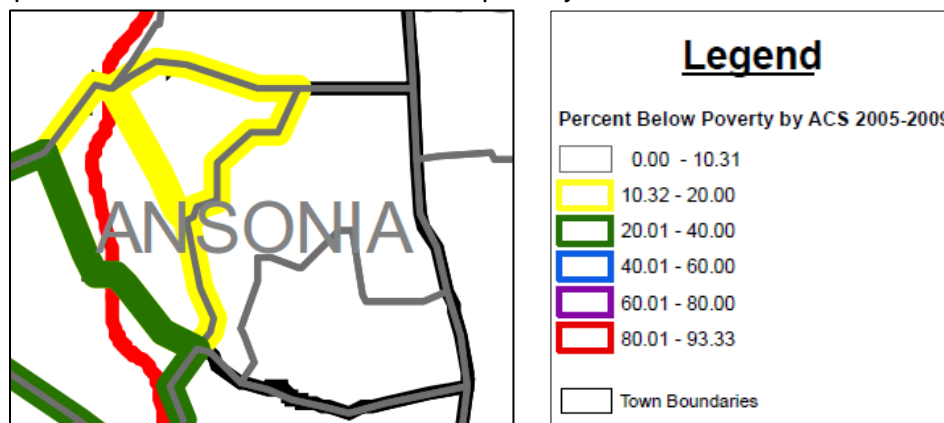 ANSONIA
Legend
Percent Below Poverty by ACS 2005-2009
0.00 - 10.31
10.32 - 20.00
20.01 - 40.00
40.01 - 60.00
60.01 - 80.00
80.01 - 93.33
Town Boundaries